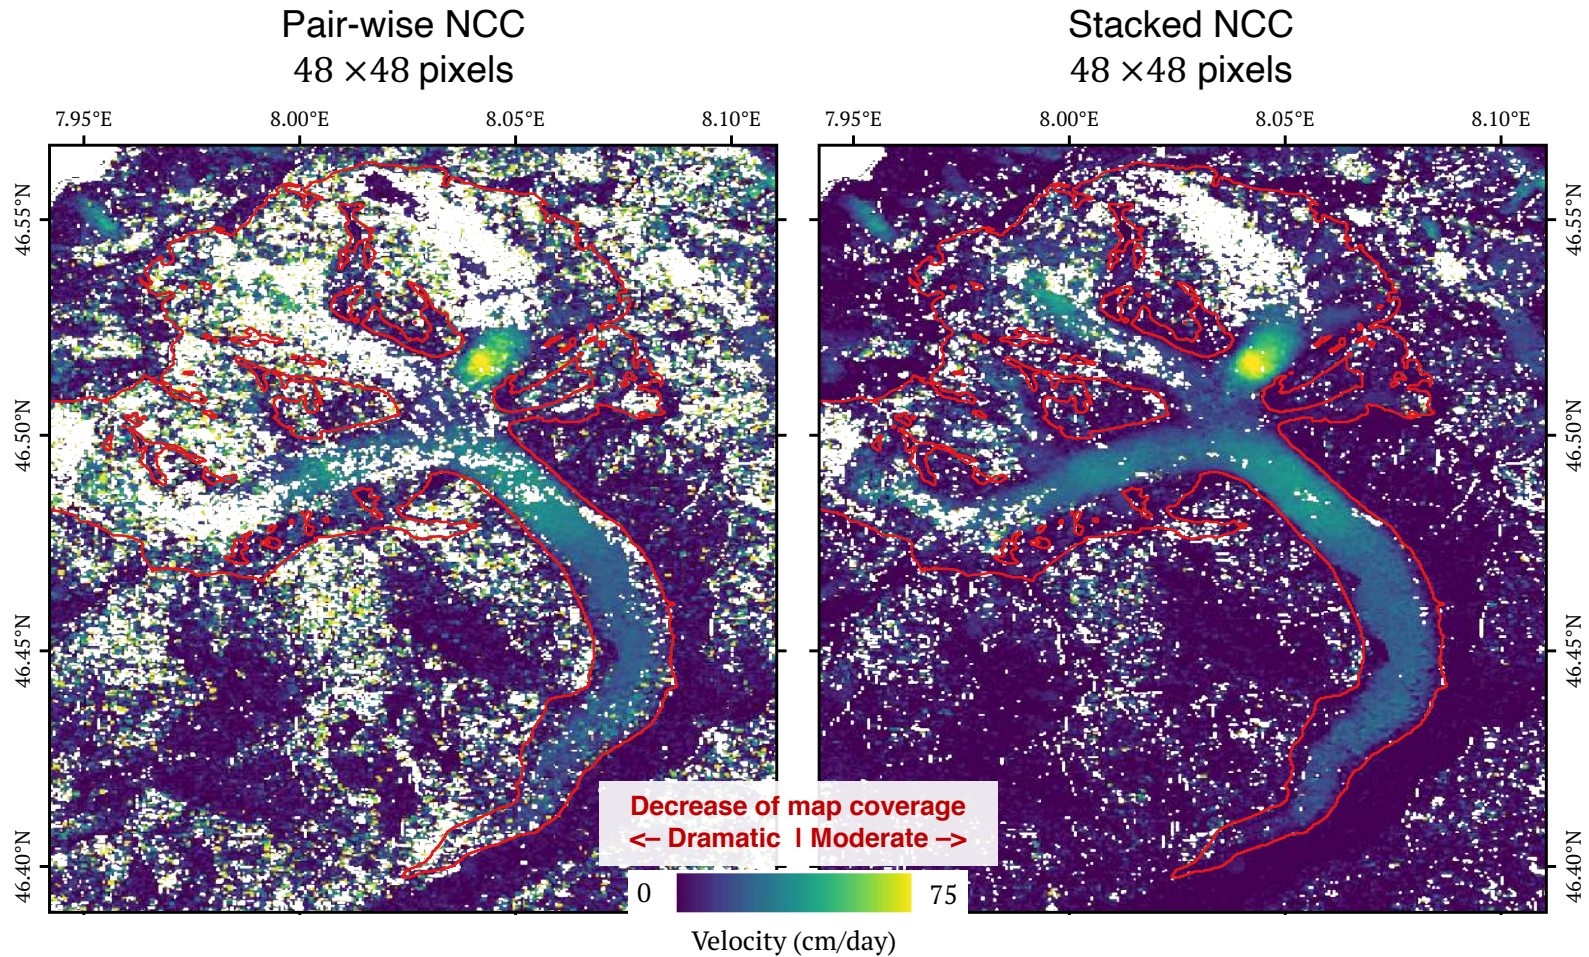 Pair-wise NCC
48 ×48 pixels
Stacked NCC
48 ×48 pixels
7.95°E 8.00°E 8.05°E 8.10°E
7.95°E 8.00°E 8.05°E 8.10°E
46.55°N
46.50°N
46.45°N
46.40°N
46.55°N
46.50°N
46.45°N
46.40°N
Decrease of map coverage
<– Dramatic | Moderate –>
0 75
Velocity (cm/day)